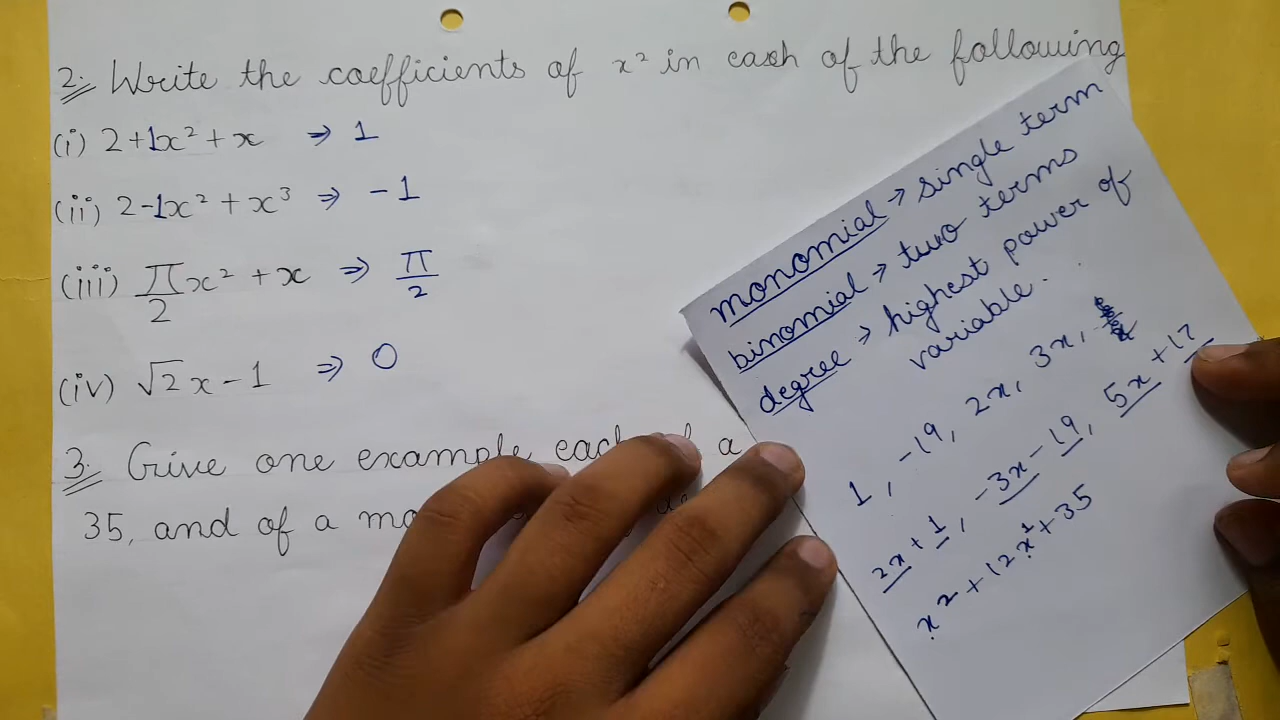 2. Write the coefficients of x² in each of the following
(i) 2+1x² + x ⇒ 1
(ii) 2-1x² + x³ ⇒ -1
(iii) π/2 x² + x ⇒ π/2
(iv) √2x - 1 ⇒ 0
3. Give one example each of a
35, and of a
monomial → single term
binomial → two terms
degree → highest power of
variable.
1, -19, 2x, 3x,
2x+1, -3x-19, 5x+17
x²+12x¹+35